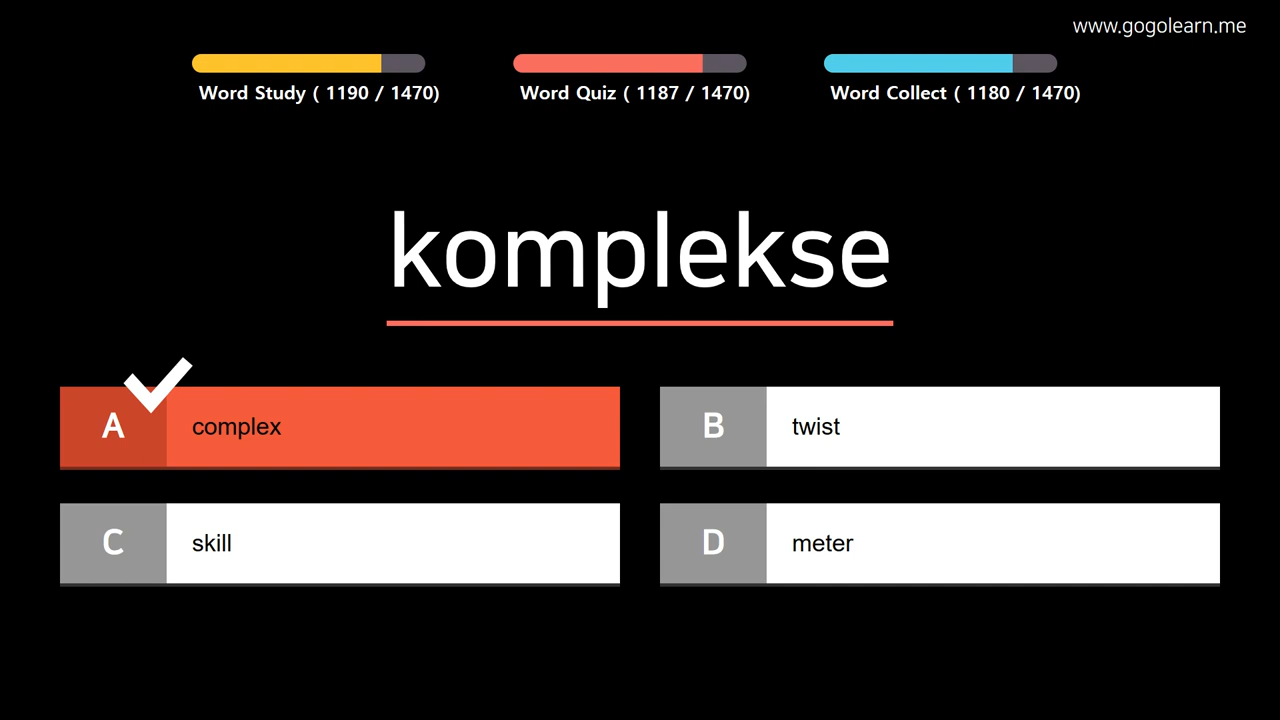 www.gogolearn.me
Word Study ( 1190 / 1470)
Word Quiz ( 1187 / 1470)
Word Collect ( 1180 / 1470)
komplekse
A complex
B twist
C skill
D meter